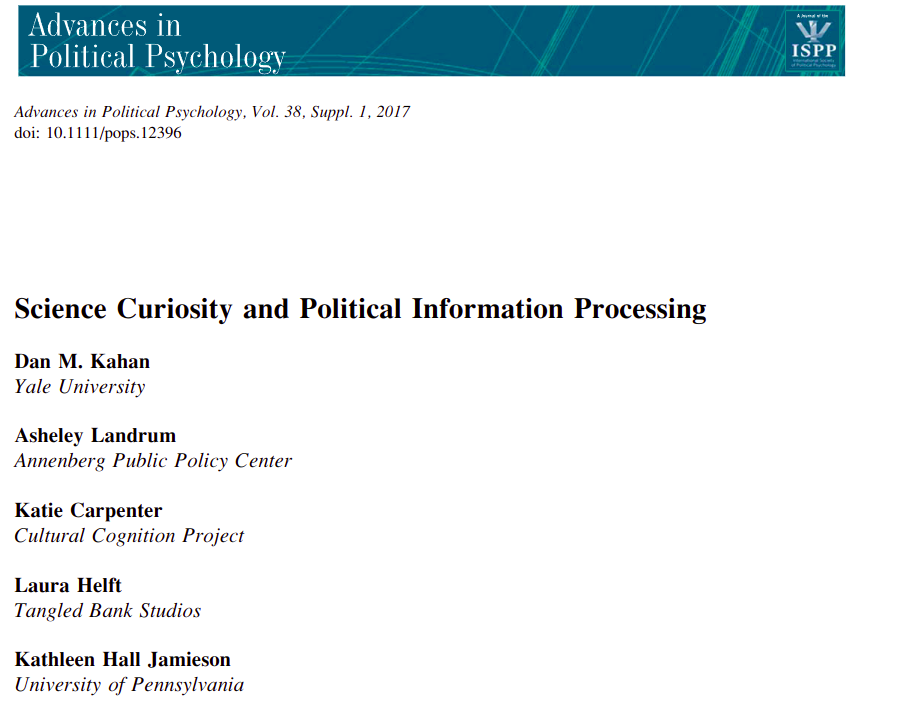 Advances in
Political Psychology
A Journal of the
ISPP
International Society
of Political Psychology
Advances in Political Psychology, Vol. 38, Suppl. 1, 2017
doi: 10.1111/pops.12396
Science Curiosity and Political Information Processing
Dan M. Kahan
Yale University
Asheley Landrum
Annenberg Public Policy Center
Katie Carpenter
Cultural Cognition Project
Laura Helft
Tangled Bank Studios
Kathleen Hall Jamieson
University of Pennsylvania